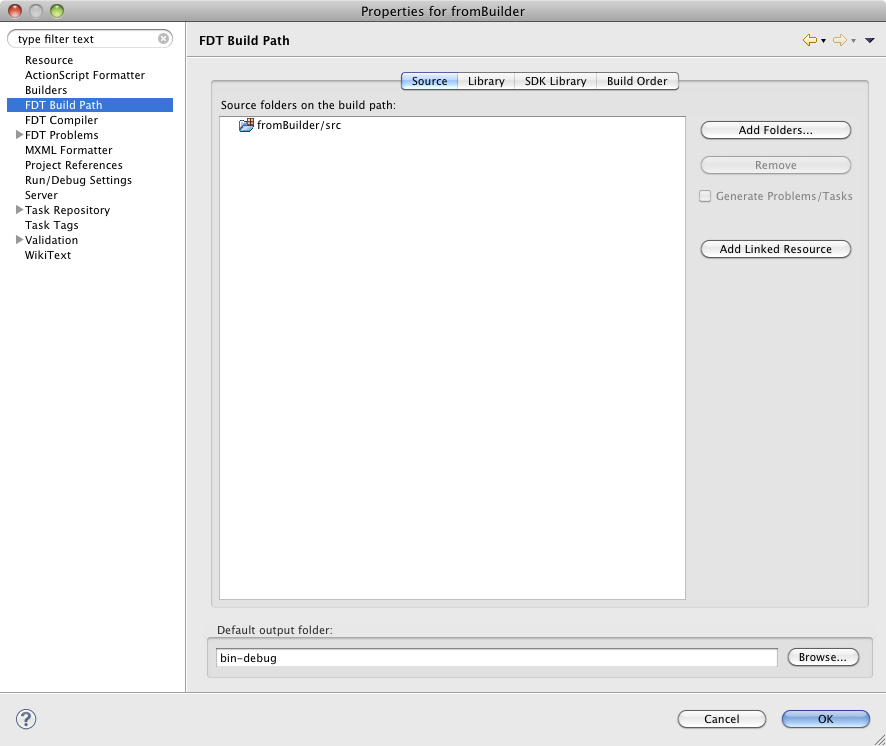 Properties for fromBuilder
type filter text
Resource
ActionScript Formatter
Builders
FDT Build Path
FDT Compiler
FDT Problems
MXML Formatter
Project References
Run/Debug Settings
Server
Task Repository
Task Tags
Validation
WikiText
FDT Build Path
Source Library SDK Library Build Order
Source folders on the build path:
fromBuilder/src
Add Folders...
Remove
Generate Problems/Tasks
Add Linked Resource
Default output folder:
bin-debug
Browse...
?
Cancel
OK